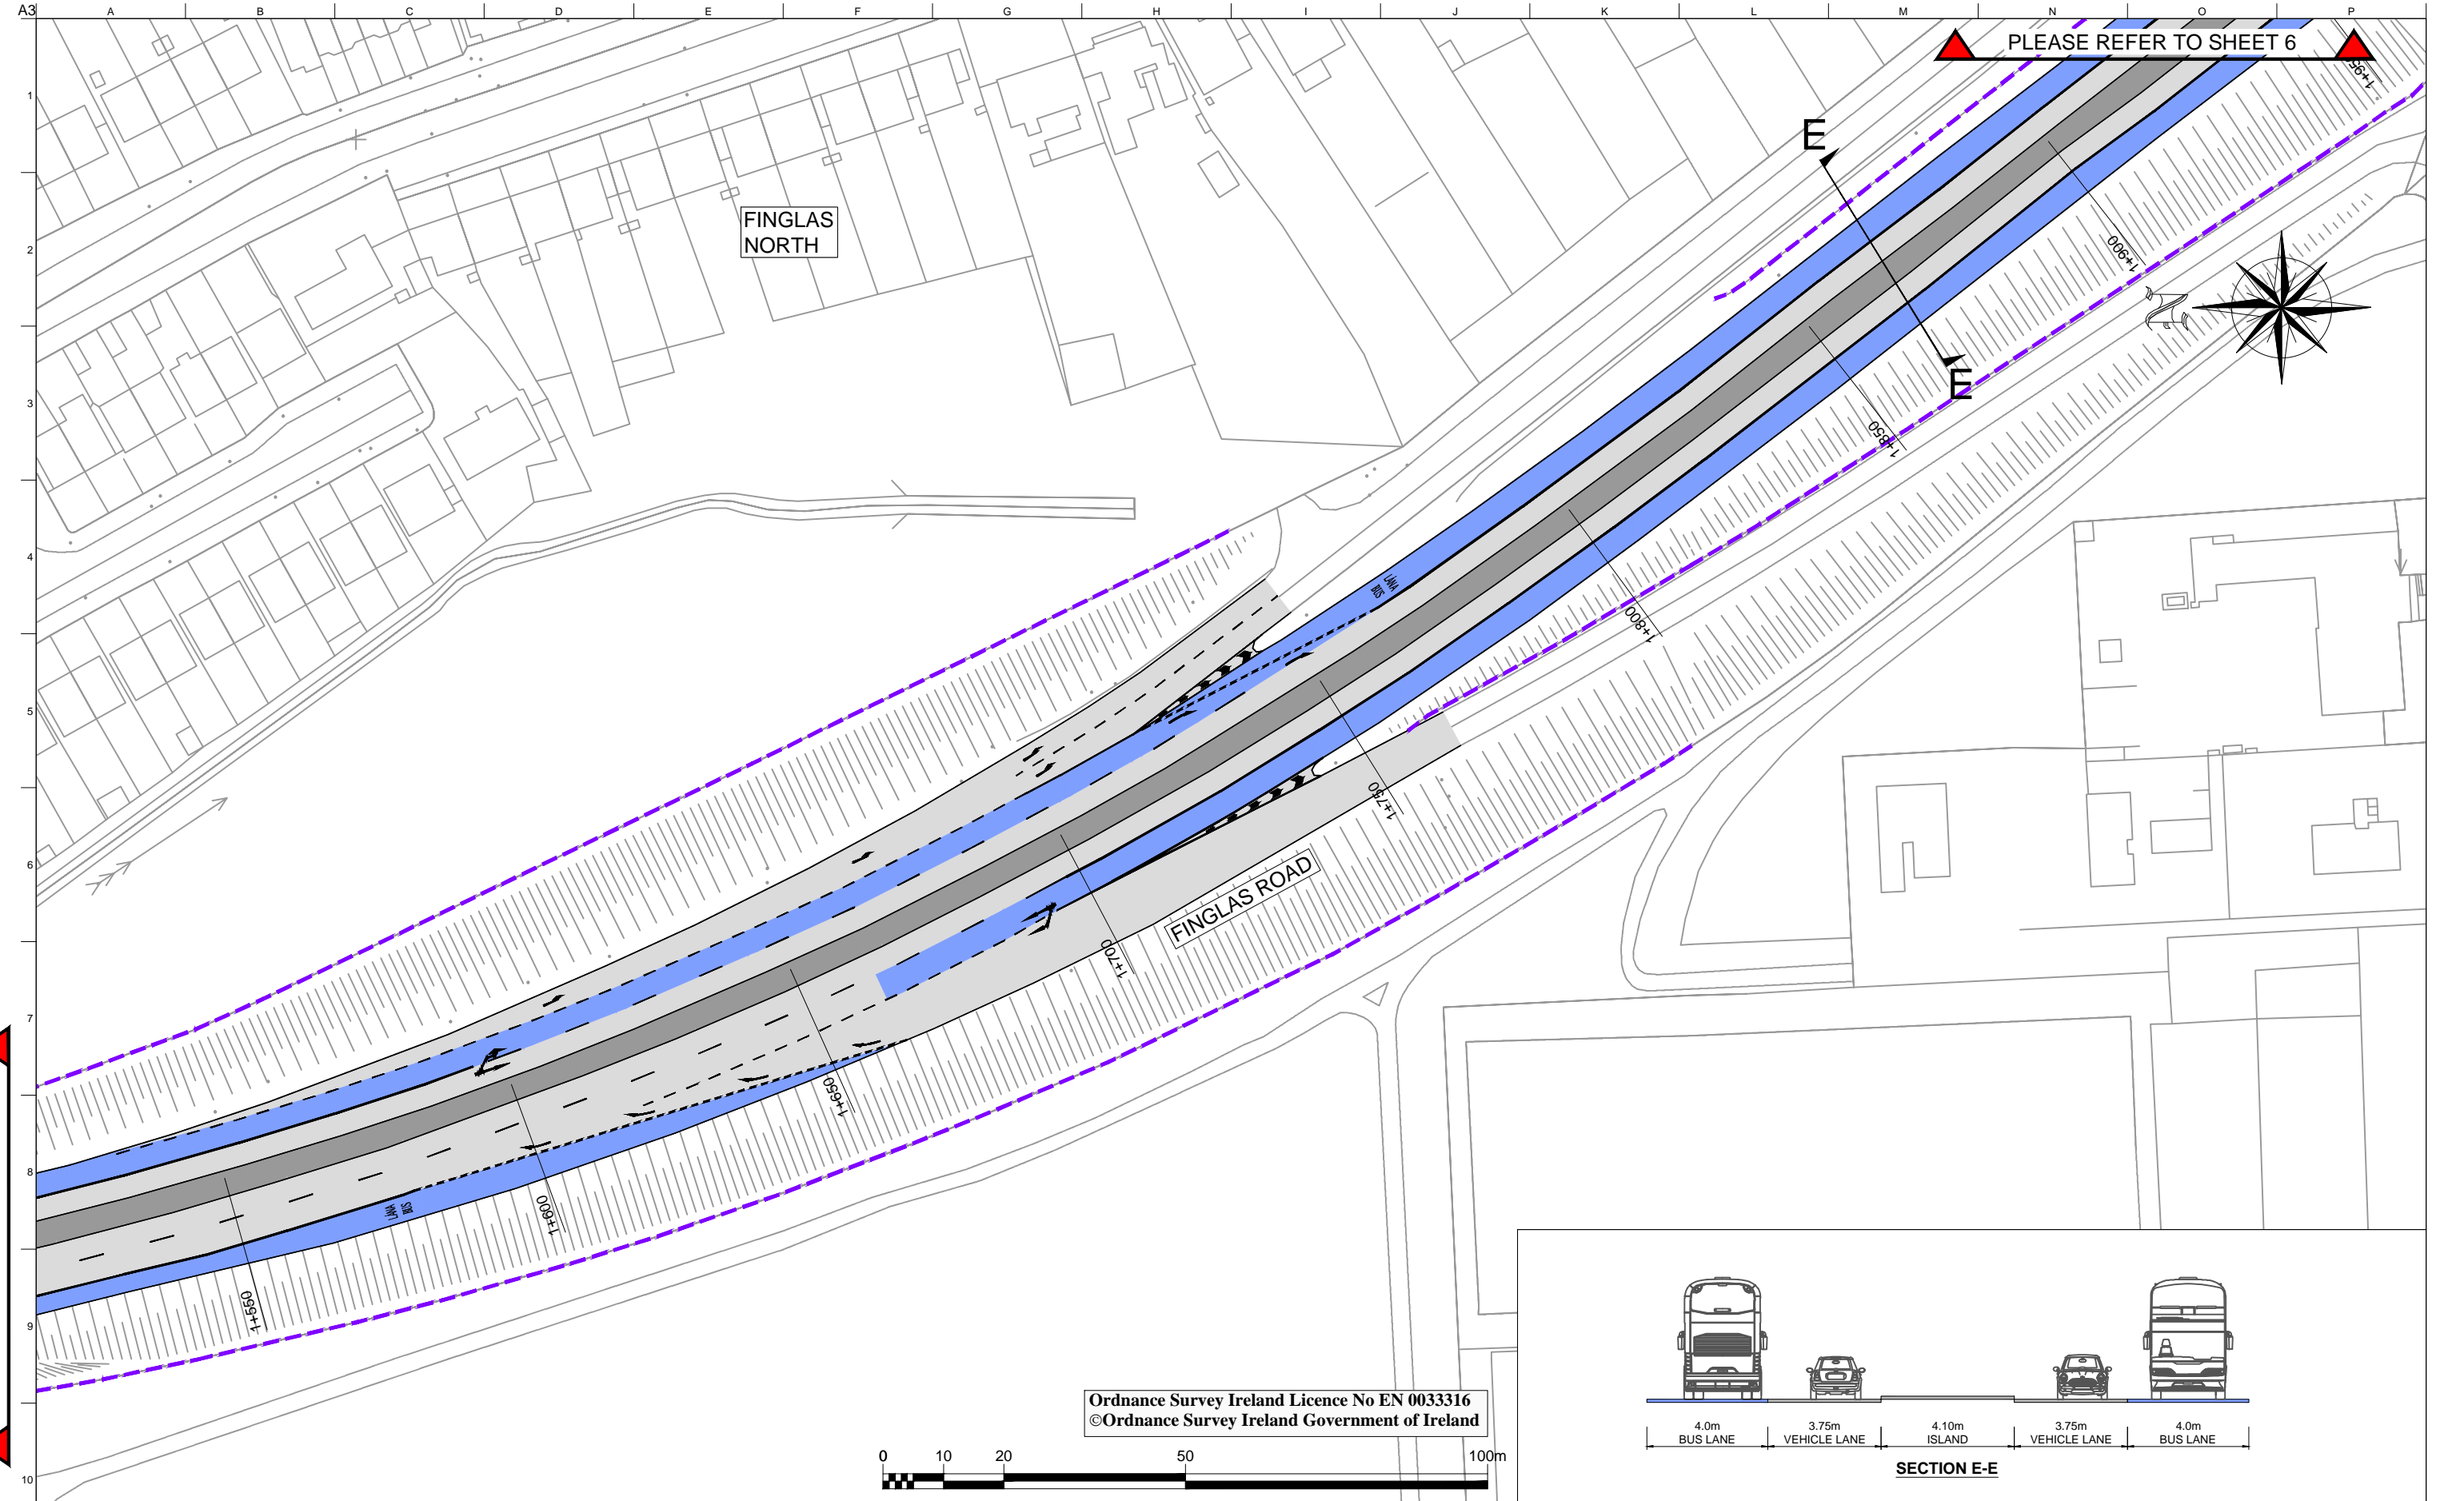 A3
A B C D E F G H I J K L M N O P
PLEASE REFER TO SHEET 6
1
1+950
E
FINGLAS
NORTH
2
1+900
N
E
3
1+850
4
LÁNA
BUS
1+800
5
1+750
6
FINGLAS ROAD
1+700
7
1+650
8
1+600
BUS
LÁNA
1+550
9
Ordnance Survey Ireland Licence No EN 0033316
©Ordnance Survey Ireland Government of Ireland
0 10 20 50 100m
10
4.0m 3.75m 4.10m 3.75m 4.0m
BUS LANE VEHICLE LANE ISLAND VEHICLE LANE BUS LANE
SECTION E-E